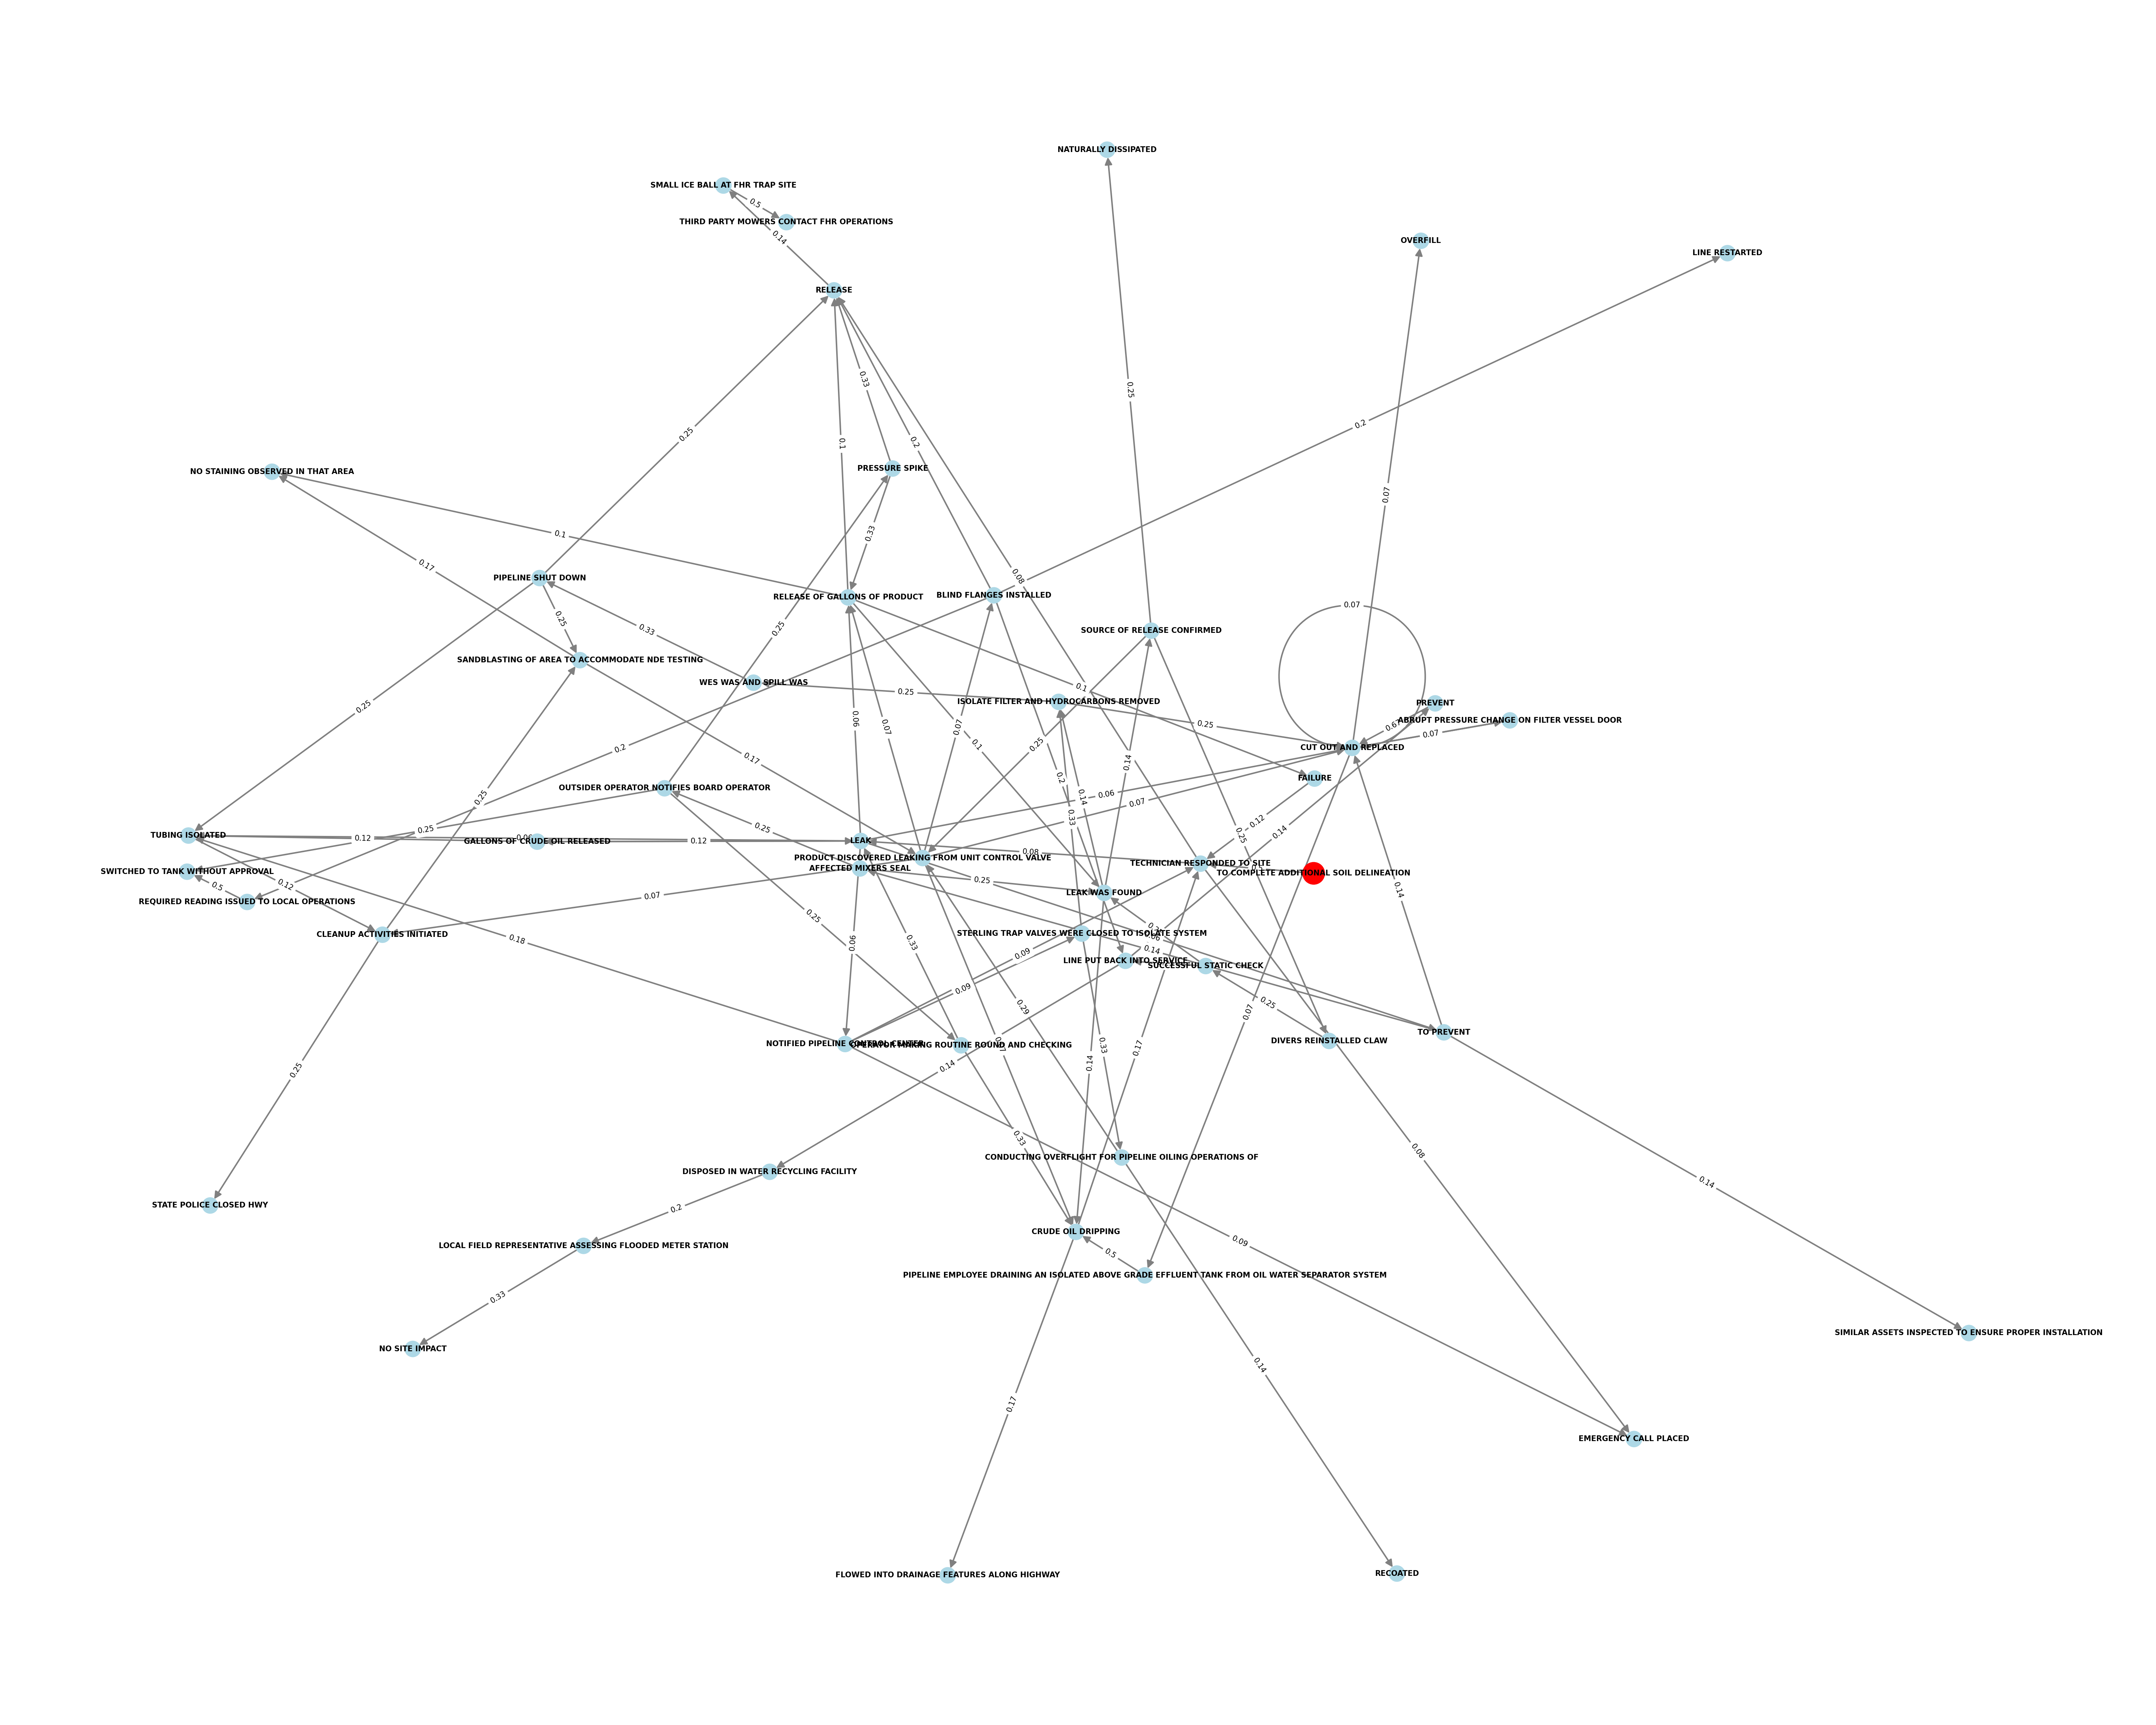 NATURALLY DISSIPATED
SMALL ICE BALL AT FHR TRAP SITE
0.5
THIRD PARTY MOWERS CONTACT FHR OPERATIONS
0.14
OVERFILL
LINE RESTARTED
RELEASE
0.33
0.25
0.2
0.25
0.1
0.2
NO STAINING OBSERVED IN THAT AREA
PRESSURE SPIKE
0.07
0.1
0.33
0.17
PIPELINE SHUT DOWN
0.08
RELEASE OF GALLONS OF PRODUCT
BLIND FLANGES INSTALLED
0.07
0.25
0.33
0.25
SOURCE OF RELEASE CONFIRMED
SANDBLASTING OF AREA TO ACCOMMODATE NDE TESTING
WES WAS AND SPILL WAS
0.25
0.1
ISOLATE FILTER AND HYDROCARBONS REMOVED
PREVENT
0.25
0.06
0.07
0.07
0.25
0.67
ABRUPT PRESSURE CHANGE ON FILTER VESSEL DOOR
0.07
0.2
0.1
0.25
CUT OUT AND REPLACED
0.17
0.14
FAILURE
0.2
OUTSIDER OPERATOR NOTIFIES BOARD OPERATOR
0.25
0.14
0.06
0.07
0.33
0.12
0.25
0.25
0.14
0.25
TUBING ISOLATED
0.12
0.06
GALLONS OF CRUDE OIL RELEASED
0.12
LEAK
0.08
PRODUCT DISCOVERED LEAKING FROM UNIT CONTROL VALVE
TECHNICIAN RESPONDED TO SITE
SWITCHED TO TANK WITHOUT APPROVAL
AFFECTED MIXERS SEAL
TO COMPLETE ADDITIONAL SOIL DELINEATION
0.12
0.5
0.25
0.14
REQUIRED READING ISSUED TO LOCAL OPERATIONS
0.07
LEAK WAS FOUND
0.25
CLEANUP ACTIVITIES INITIATED
0.18
0.06
0.33
STERLING TRAP VALVES WERE CLOSED TO ISOLATE SYSTEM
0.09
0.14
LINE PUT BACK INTO SERVICE
SUCCESSFUL STATIC CHECK
0.09
0.29
0.25
0.07
NOTIFIED PIPELINE CONTROL CENTER
OPERATOR MAKING ROUTINE ROUND AND CHECKING
0.33
0.17
DIVERS REINSTALLED CLAW
TO PREVENT
0.25
0.14
0.14
0.33
0.08
CONDUCTING OVERFLIGHT FOR PIPELINE OILING OPERATIONS OF
DISPOSED IN WATER RECYCLING FACILITY
0.14
STATE POLICE CLOSED HWY
0.2
CRUDE OIL DRIPPING
0.09
LOCAL FIELD REPRESENTATIVE ASSESSING FLOODED METER STATION
0.5
PIPELINE EMPLOYEE DRAINING AN ISOLATED ABOVE GRADE EFFLUENT TANK FROM OIL WATER SEPARATOR SYSTEM
0.33
SIMILAR ASSETS INSPECTED TO ENSURE PROPER INSTALLATION
NO SITE IMPACT
0.14
0.17
EMERGENCY CALL PLACED
FLOWED INTO DRAINAGE FEATURES ALONG HIGHWAY
RECOATED